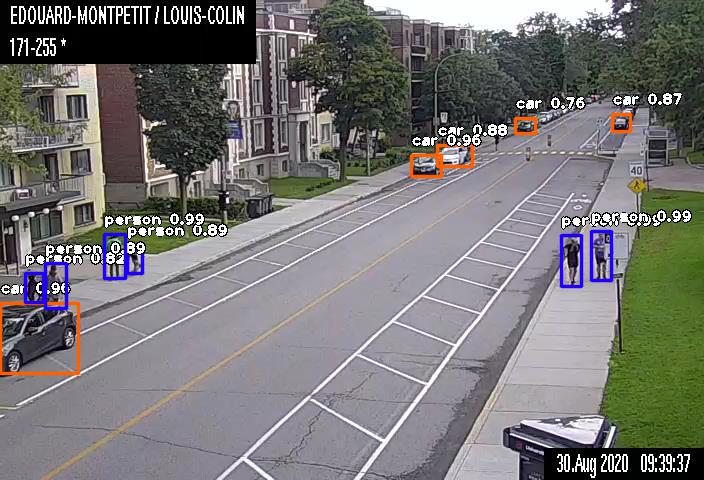 EDOUARD-MONTPETIT / LOUIS-COLIN
171-255 *
car 0.76
car 0.87
car 0.88
car 0.96
person 0.99
person 0.99
person 0.89
person 0.89
person 0.82
car 0.96
40
30.Aug 2020 09:39:37